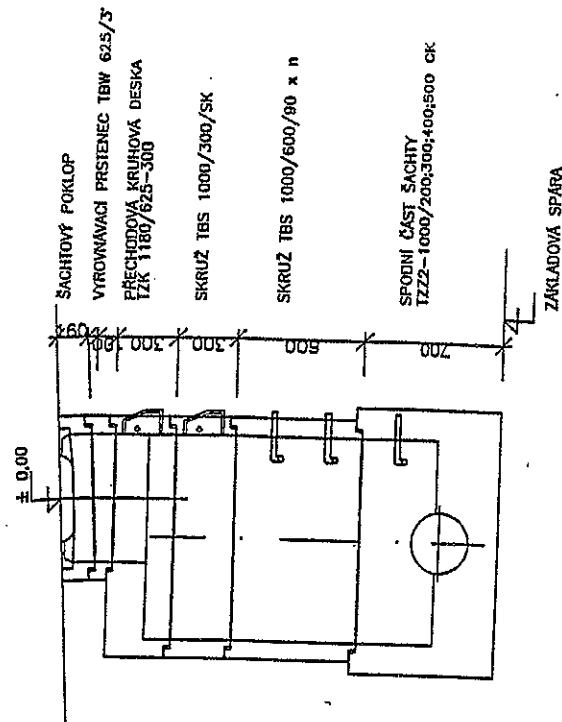 ± 0.00
ŠACHTOVÝ POKLOP
VYROVNÁVACÍ PRSTENEC TBW 625/3
PŘECHODOVÁ KRUHOVÁ DESKA
TZK 1180/625-300
SKRUŽ TBS 1000/300/SK
SKRUŽ TBS 1000/600/90 x n
SPODNÍ ČÁST ŠACHTY
TZZ2-1000/200;300;400;500 CK
ZÁKLADOVÁ SPÁRA
160
300
300
600
700